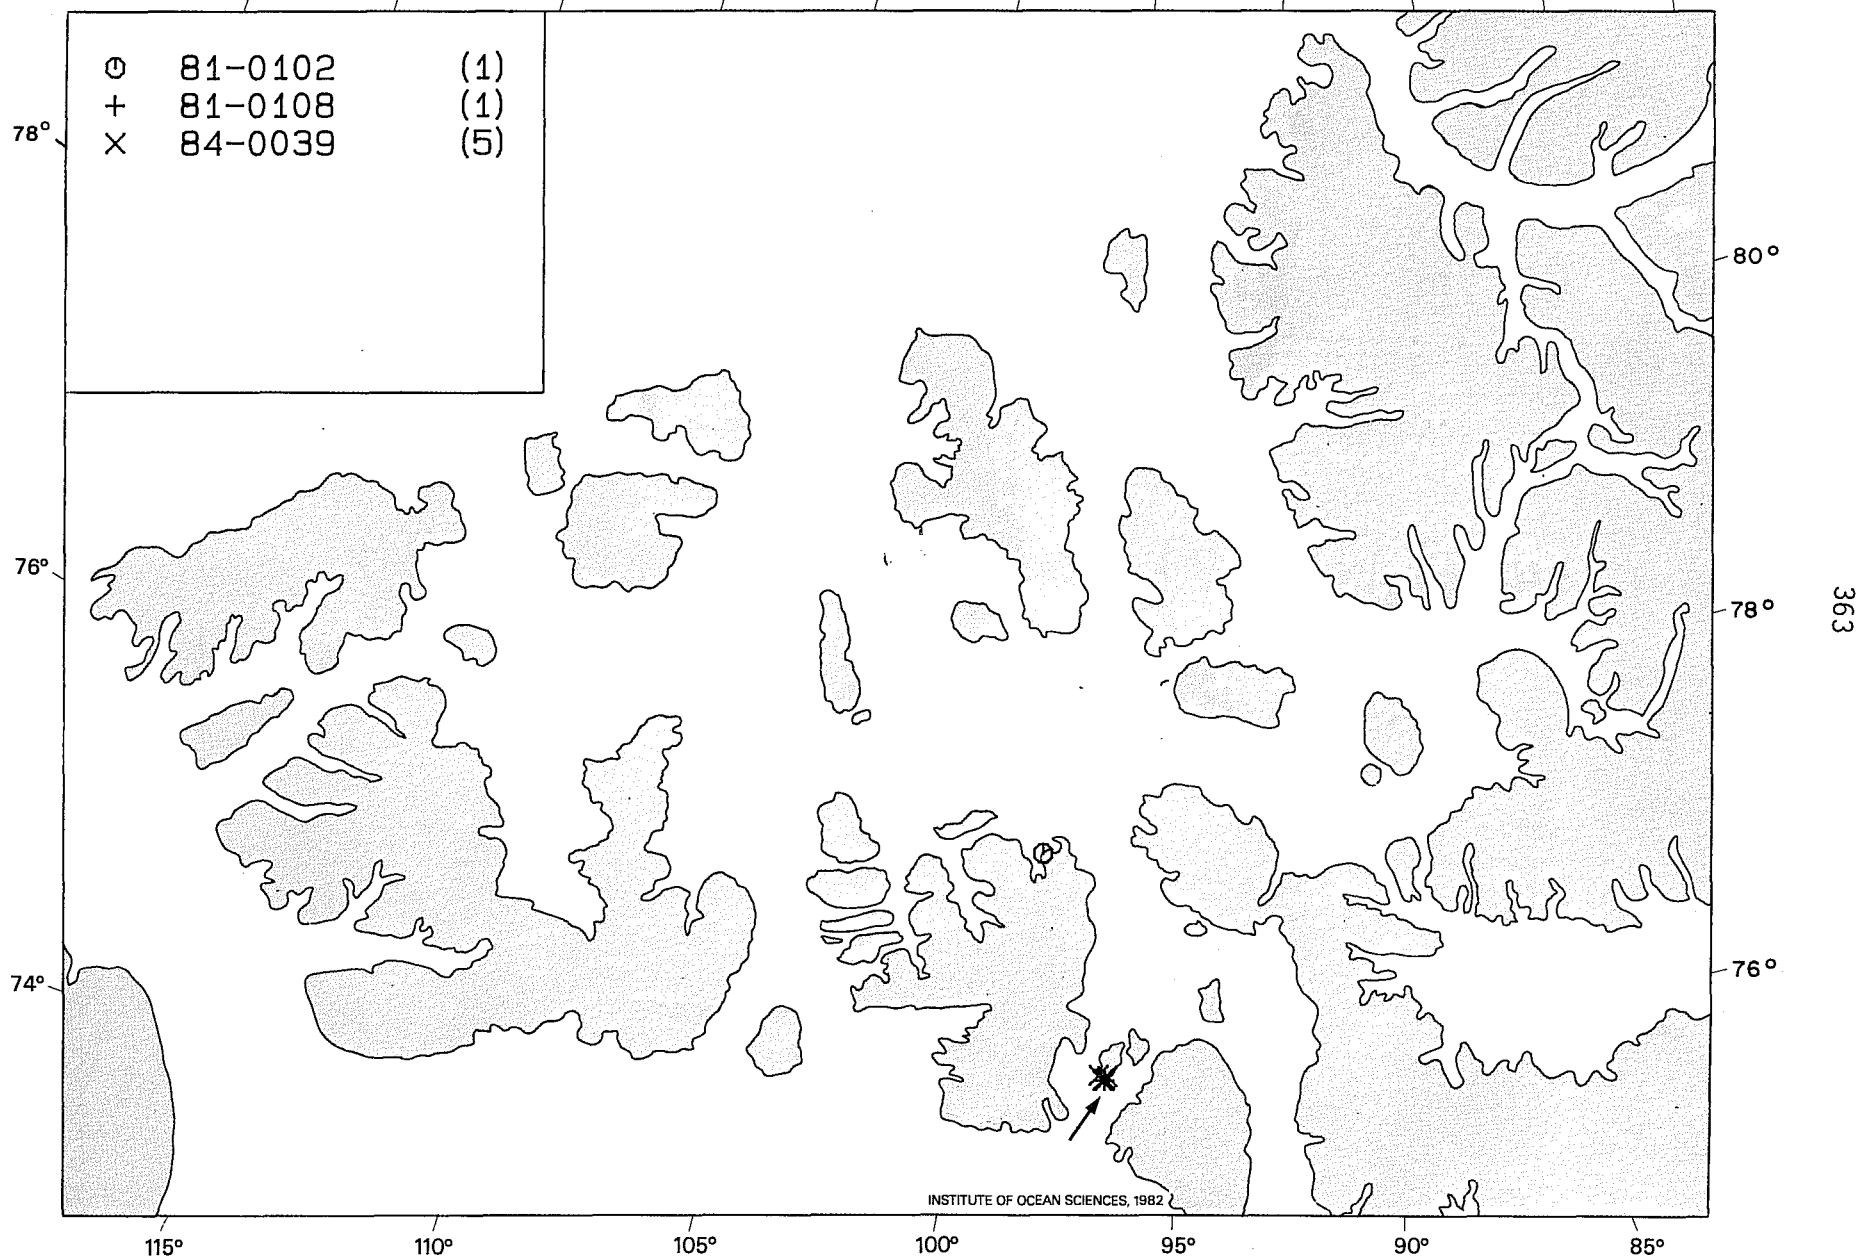 81-0102 (1)
+ 81-0108 (1)
× 84-0039 (5)
78°
80°
76°
78°
363
74°
76°
INSTITUTE OF OCEAN SCIENCES, 1982
115° 110° 105° 100° 95° 90° 85°